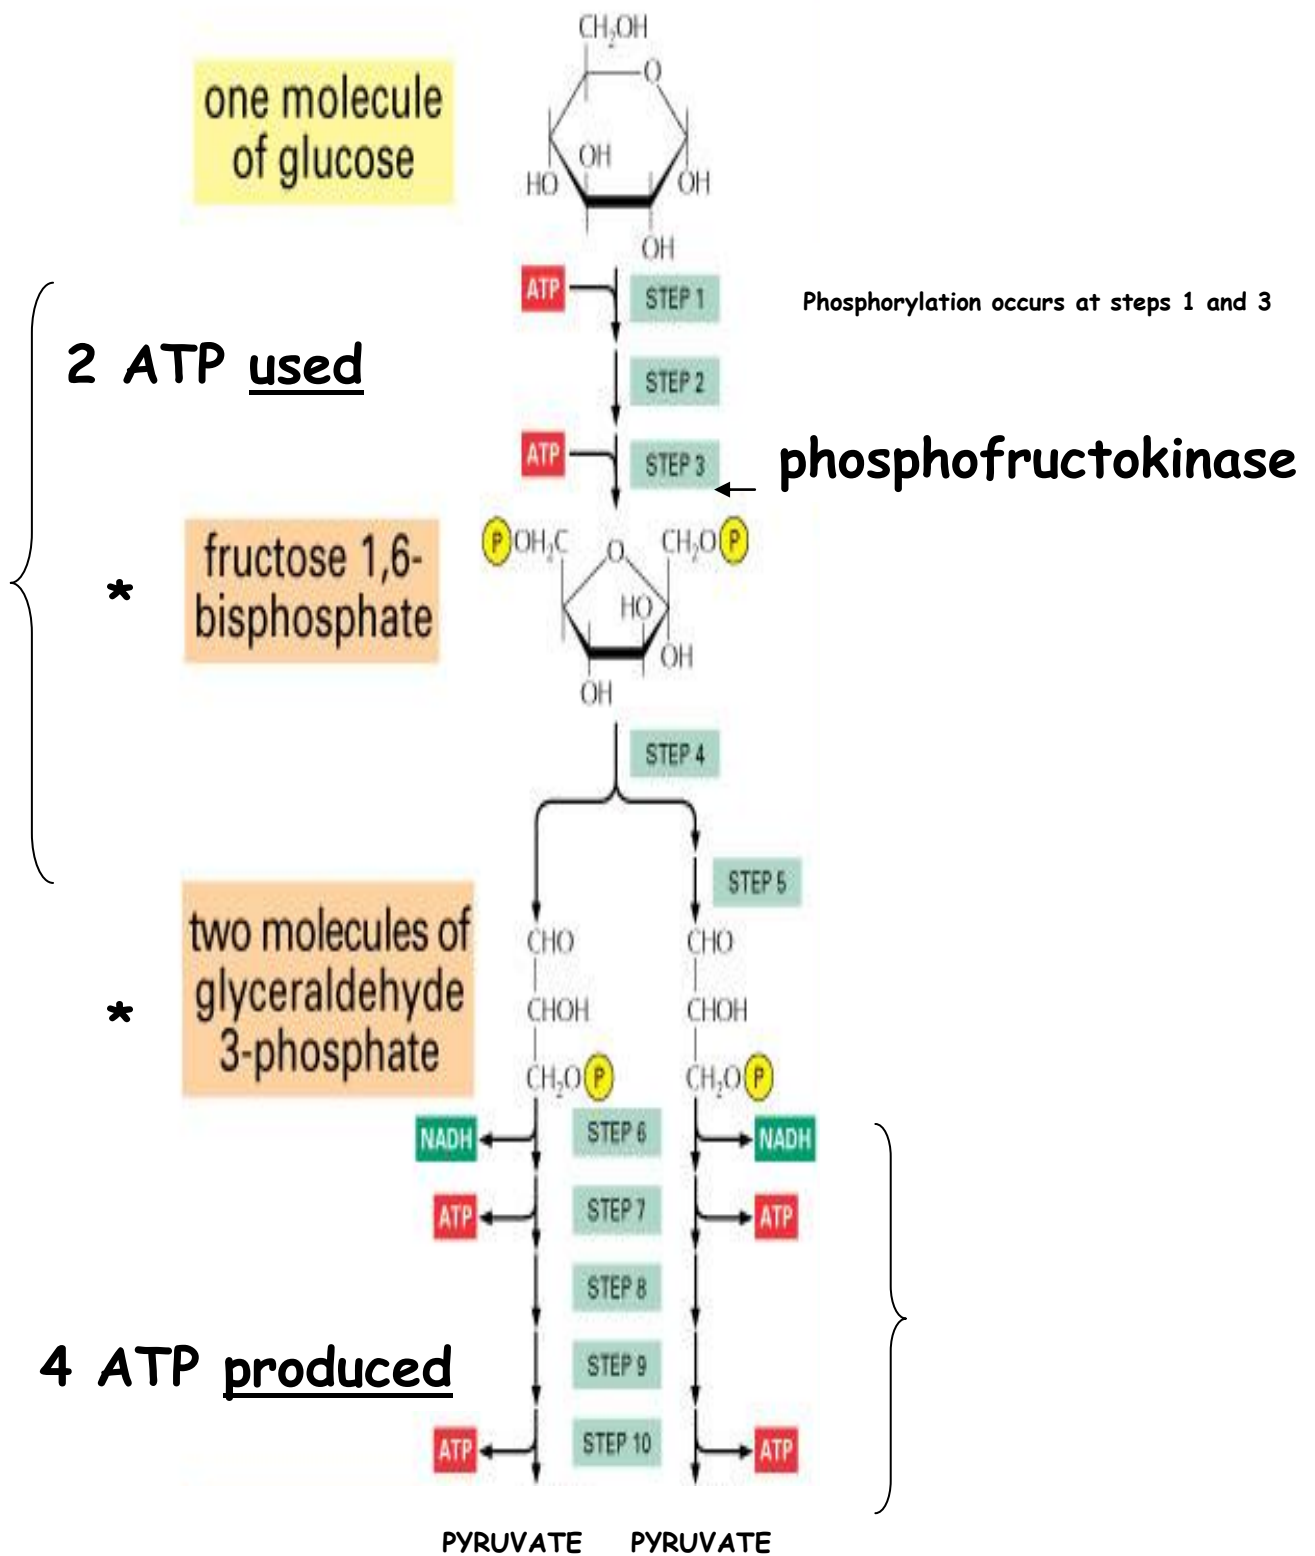 CH2OH
O
one molecule
of glucose
OH
HO
OH
OH
ATP
STEP 1
Phosphorylation occurs at steps 1 and 3
2 ATP used
STEP 2
ATP
STEP 3
phosphofructokinase
P OH2C
O
CH2O P
fructose 1,6-
bisphosphate
*
HO
OH
OH
STEP 4
STEP 5
two molecules of
glyceraldehyde
3-phosphate
*
CHO
CHO
CHOH
CHOH
CH2O P
CH2O P
NADH
STEP 6
NADH
ATP
STEP 7
ATP
STEP 8
4 ATP produced
STEP 9
ATP
STEP 10
ATP
PYRUVATE
PYRUVATE